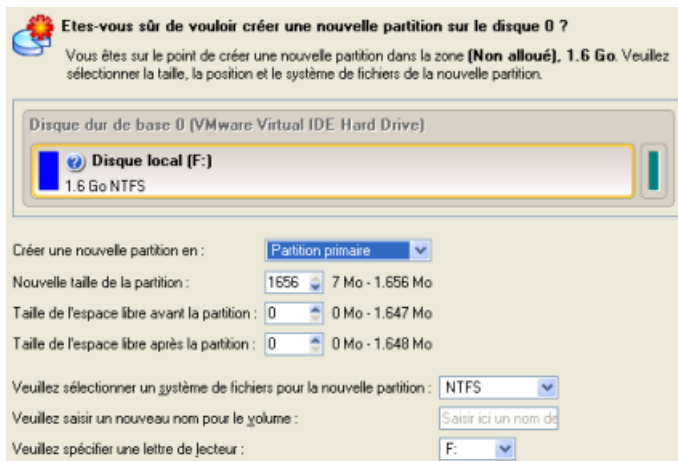 Etes-vous sûr de vouloir créer une nouvelle partition sur le disque 0 ?
Vous êtes sur le point de créer une nouvelle partition dans la zone (Non alloué), 1.6 Go. Veuillez
sélectionner la taille, la position et le système de fichiers de la nouvelle partition.
Disque dur de base 0 (VMware Virtual IDE Hard Drive)
Disque local (F:)
1.6 Go NTFS
Créer une nouvelle partition en : Partition primaire
Nouvelle taille de la partition : 1656 7 Mo - 1.656 Mo
Taille de l'espace libre avant la partition : 0 0 Mo - 1.647 Mo
Taille de l'espace libre après la partition : 0 0 Mo - 1.648 Mo
Veuillez sélectionner un système de fichiers pour la nouvelle partition : NTFS
Veuillez saisir un nouveau nom pour le volume : Saisir ici un nom de
Veuillez spécifier une lettre de lecteur : F: